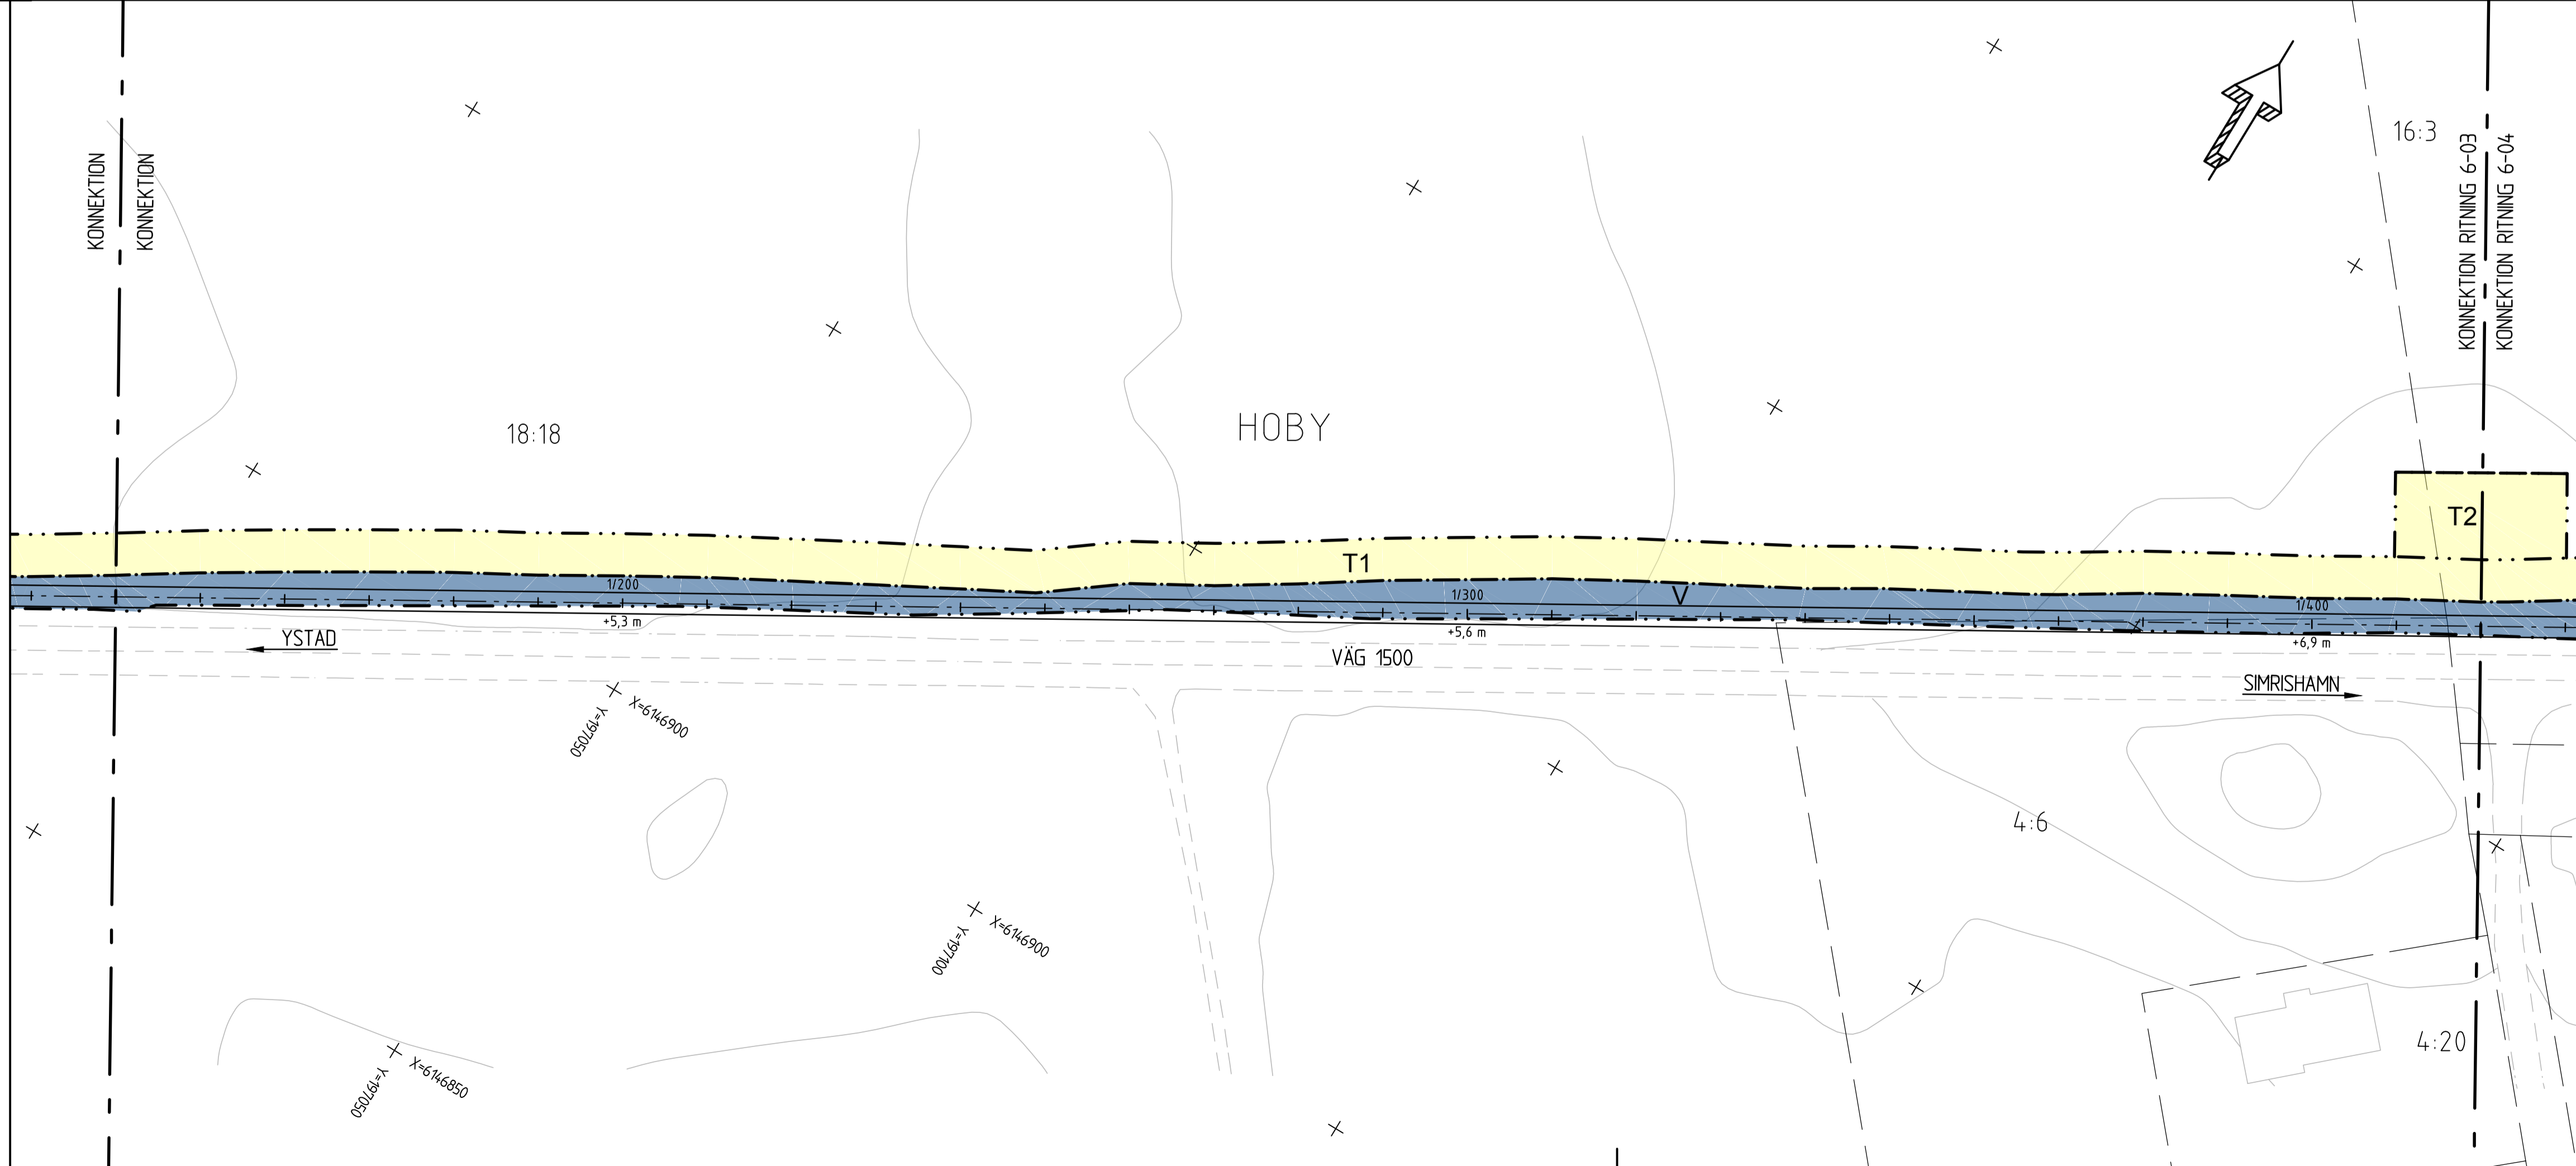 KONNEKTION
KONNEKTION
16:3
KONNEKTION RITNING 6-03
KONNEKTION RITNING 6-04
18:18
HOBY
T2
T1
1/200
1/300
V
1/400
+5,3 m
+5,6 m
+6,9 m
YSTAD
VÄG 1500
SIMRISHAMN
X=6146900
Y=197050
4:6
X=6146900
Y=197100
4:20
X=6146850
Y=197050